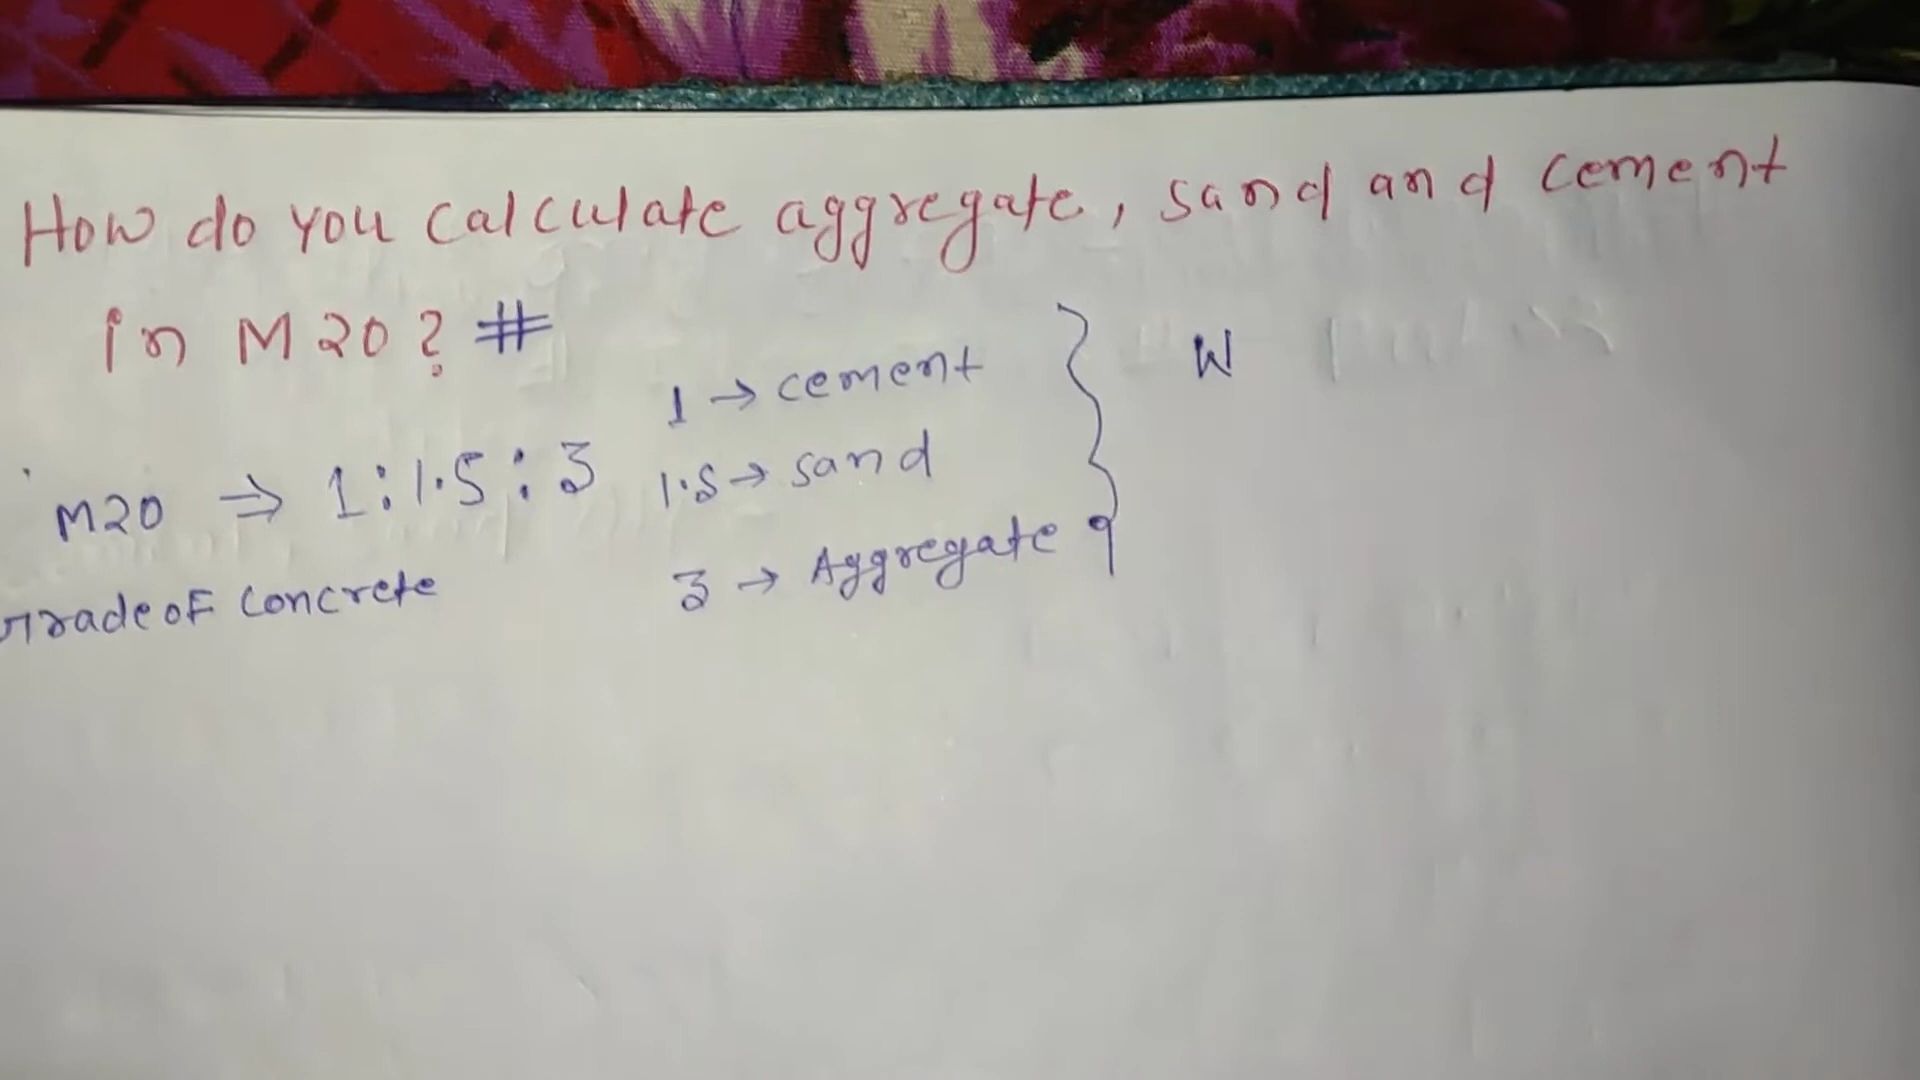 How do you calculate aggregate, sand and cement
in M20? #
1 → cement
W
M20 ⇒ 1:1.5:3
1.5 → sand
3 → Aggregate
grade of concrete